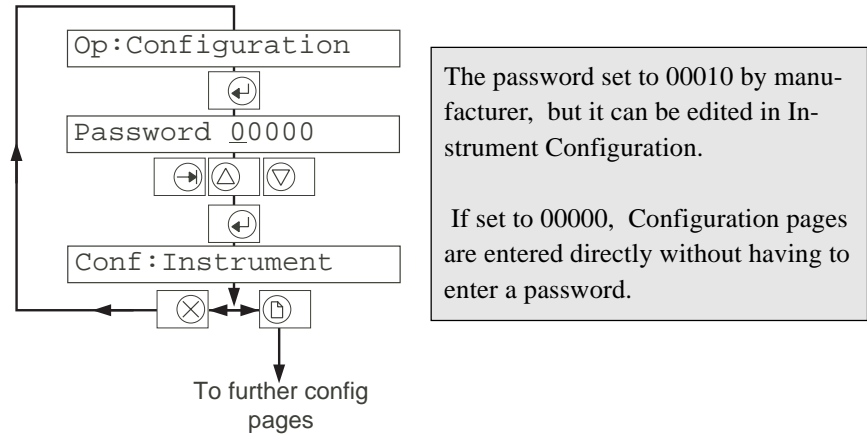 Op:Configuration
Password 00000
Conf:Instrument
To further config
pages
The password set to 00010 by manu-
facturer, but it can be edited in In-
strument Configuration.
If set to 00000, Configuration pages
are entered directly without having to
enter a password.